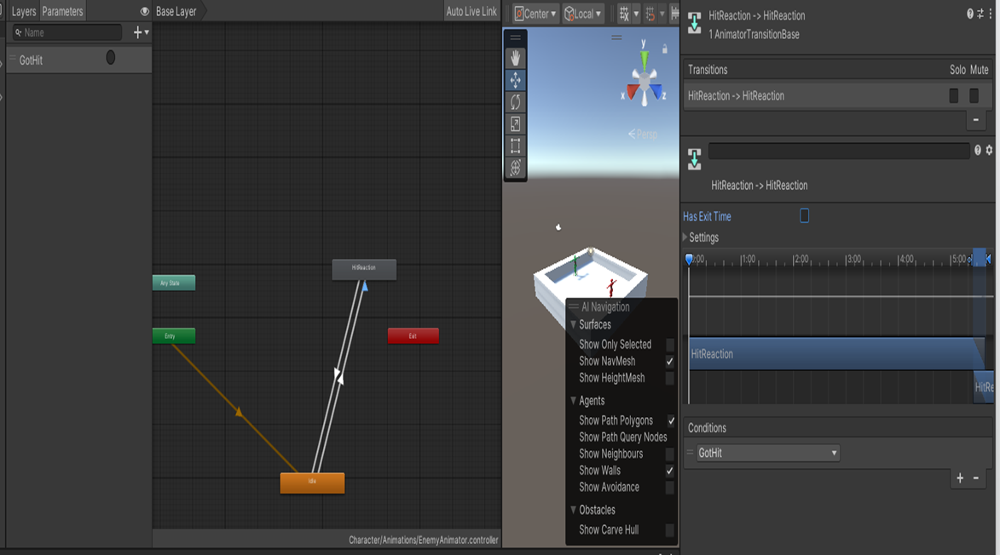 Layers Parameters
Base Layer
Auto Live Link
Name
GotHit
HitReaction
Any State
Entry
Exit
Idle
Character/Animations/EnemyAnimator.controller
Center
Local
y
x
z
Persp
AI Navigation
Surfaces
Show Only Selected
Show NavMesh
Show HeightMesh
Agents
Show Path Polygons
Show Path Query Nodes
Show Neighbours
Show Walls
Show Avoidance
Obstacles
Show Carve Hull
HitReaction -> HitReaction
1 AnimatorTransitionBase
Transitions
Solo Mute
HitReaction -> HitReaction
HitReaction -> HitReaction
Has Exit Time
Settings
0:00 1:00 2:00 3:00 4:00 5:00
HitReaction
HitRe
Conditions
GotHit